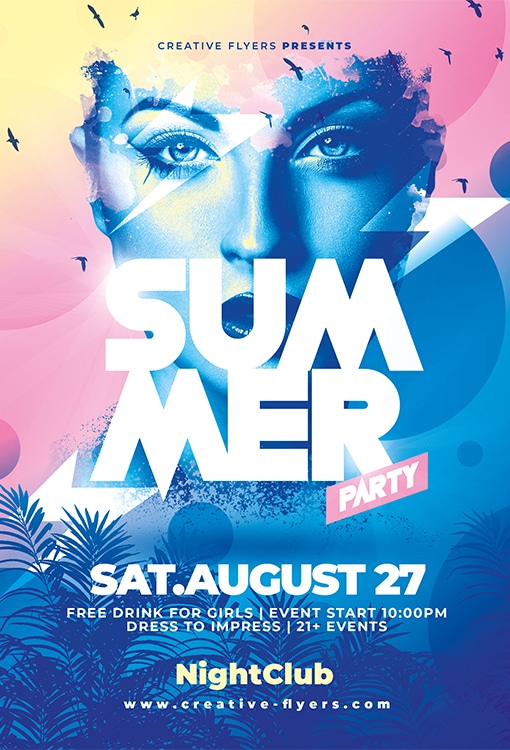 CREATIVE FLYERS PRESENTS
SUM
MER
PARTY
SAT.AUGUST 27
FREE DRINK FOR GIRLS | EVENT START 10:00PM
DRESS TO IMPRESS | 21+ EVENTS
NightClub
www.creative-flyers.com